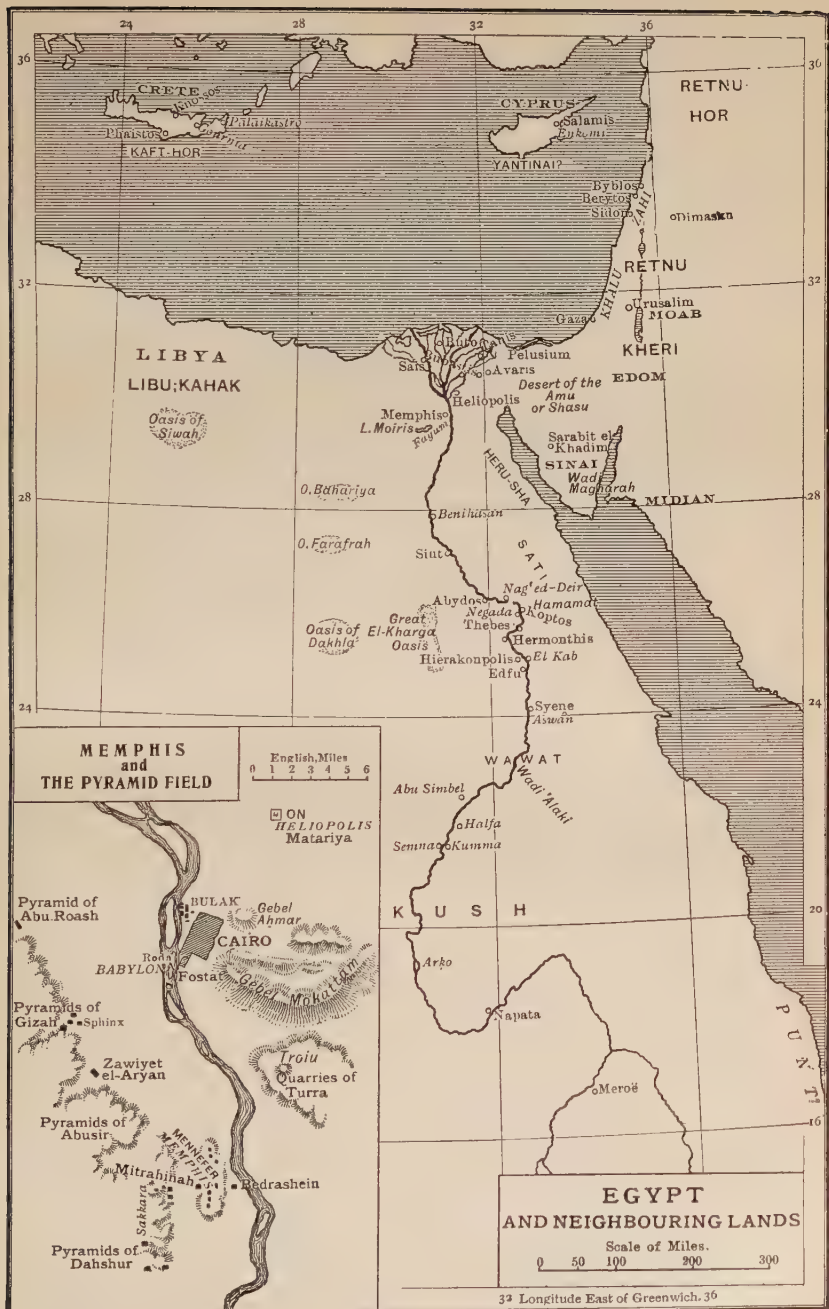 24 28 32 36
36 36
RETNU-
HOR
CRETE
Knossos
Palaikastro
Phaistos
Gurnia
KAFT-HOR
CYPRUS
Salamis
Enkomi
YANTINAI?
Byblos
Berytos
Sidon
ZAHI
Dimasku
32 32
RETNU
KHALU
Urusalim
MOAB
Gaza
KHERI
EDOM
LIBYA
LIBU;KAHAK
Buto
Tanis
Pelusium
Sais
Bubastis
Avaris
Heliopolis
Desert of the
Amu
or Shasu
Oasis of
Siwah
Memphis
L. Moiris
Fayum
Sarabit el
Khadim
SINAI
Wadi
Magharah
HERU-SHA
28 28
MIDIAN
O. Bahariya
Benihasan
O. Farafrah
Siut
SATI
Nag'ed-Deir
Abydos
Hamamat
Negada
Koptos
Thebes
Oasis of
Dakhla
Great
El-Kharga
Oasis
Hermonthis
Hierakonpolis
El Kab
Edfu
24 24
Syene
Aswân
WAWAT
Wadi 'Alaki
Abu Simbel
Halfa
Semna
Kumma
KUSH
20
Arko
Napata
PUNT
Meroë
16
MEMPHIS
and
THE PYRAMID FIELD
English, Miles
0 1 2 3 4 5 6
ON
HELIOPOLIS
Matariya
Pyramid of
Abu Roash
BULAK
Gebel
Ahmar
CAIRO
Roda
BABYLON
Fostat
Gebel Mokattam
Pyramids of
Gizah
Sphinx
Troiu
Quarries of
Turra
Zawiyet
el-Aryan
Pyramids of
Abusir
MENNEFER
MEMPHIS
Mitrahinah
Bedrashein
Sakkara
Pyramids of
Dahshur
EGYPT
AND NEIGHBOURING LANDS
Scale of Miles.
0 50 100 200 300
32 Longitude East of Greenwich. 36